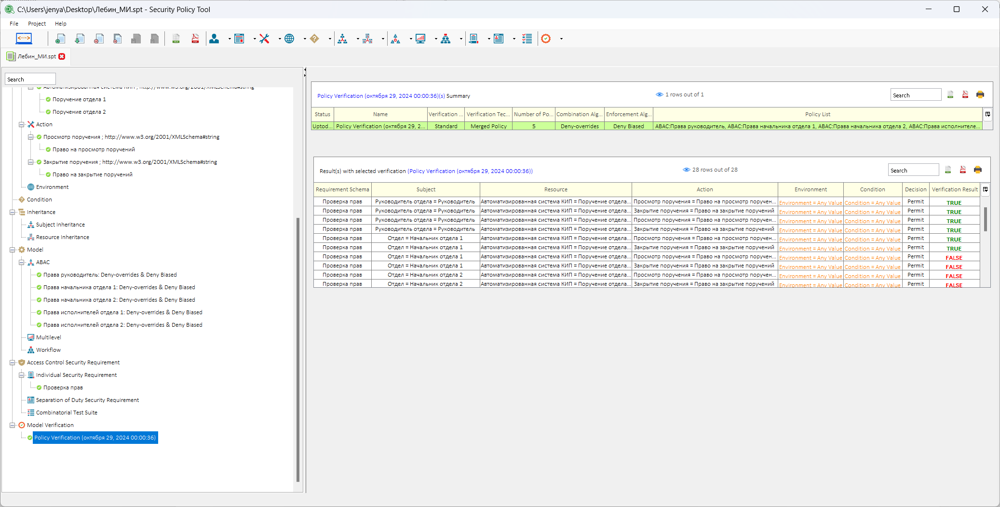 C:\Users\jenya\Desktop\Лебин_МИ.spt - Security Policy Tool
File Project Help
Лебин_МИ.spt
Search
Автоматизированная система КИП ; http://www.w3.org/2001/XMLSchema#string
Поручение отдела 1
Поручение отдела 2
Action
Просмотр поручения ; http://www.w3.org/2001/XMLSchema#string
Право на просмотр поручений
Закрытие поручения ; http://www.w3.org/2001/XMLSchema#string
Право на закрытие поручений
Environment
Condition
Inheritance
Subject Inheritance
Resource Inheritance
Model
ABAC
Права руководитель: Deny-overrides & Deny Biased
Права начальника отдела 1: Deny-overrides & Deny Biased
Права начальника отдела 2: Deny-overrides & Deny Biased
Права исполнителей отдела 1: Deny-overrides & Deny Biased
Права исполнителей отдела 2: Deny-overrides & Deny Biased
Multilevel
Workflow
Access Control Security Requirement
Individual Security Requirement
Проверка прав
Separation of Duty Security Requirement
Combinatorial Test Suite
Model Verification
Policy Verification (октября 29, 2024 00:00:36)
Policy Verification (октября 29, 2024 00:00:36)(s) Summary 1 rows out of 1 Search
Status Name Verification ... Verification Tec... Number of Po... Combination Alg... Enforcement Alg... Policy List
Uptod... Policy Verification (октября 29, 2... Standard Merged Policy 5 Deny-overrides Deny Biased ABAC:Права руководитель, ABAC:Права начальника отдела 1, ABAC:Права начальника отдела 2, ABAC:Права исполнителе...
Result(s) with selected verification (Policy Verification (октября 29, 2024 00:00:36)) 28 rows out of 28 Search
Requirement Schema Subject Resource Action Environment Condition Decision Verification Result
Проверка прав Руководитель отдела = Руководитель Автоматизированная система КИП = Поручение отдела... Просмотр поручения = Право на просмотр поручен... Environment = Any Value Condition = Any Value Permit TRUE
Проверка прав Руководитель отдела = Руководитель Автоматизированная система КИП = Поручение отдела... Закрытие поручения = Право на закрытие поручений Environment = Any Value Condition = Any Value Permit TRUE
Проверка прав Руководитель отдела = Руководитель Автоматизированная система КИП = Поручение отдела... Просмотр поручения = Право на просмотр поручен... Environment = Any Value Condition = Any Value Permit TRUE
Проверка прав Руководитель отдела = Руководитель Автоматизированная система КИП = Поручение отдела... Закрытие поручения = Право на закрытие поручений Environment = Any Value Condition = Any Value Permit TRUE
Проверка прав Отдел = Начальник отдела 1 Автоматизированная система КИП = Поручение отдела... Просмотр поручения = Право на просмотр поручен... Environment = Any Value Condition = Any Value Permit TRUE
Проверка прав Отдел = Начальник отдела 1 Автоматизированная система КИП = Поручение отдела... Закрытие поручения = Право на закрытие поручений Environment = Any Value Condition = Any Value Permit TRUE
Проверка прав Отдел = Начальник отдела 1 Автоматизированная система КИП = Поручение отдела... Просмотр поручения = Право на просмотр поручен... Environment = Any Value Condition = Any Value Permit FALSE
Проверка прав Отдел = Начальник отдела 1 Автоматизированная система КИП = Поручение отдела... Закрытие поручения = Право на закрытие поручений Environment = Any Value Condition = Any Value Permit FALSE
Проверка прав Отдел = Начальник отдела 2 Автоматизированная система КИП = Поручение отдела... Просмотр поручения = Право на просмотр поручен... Environment = Any Value Condition = Any Value Permit FALSE
Проверка прав Отдел = Начальник отдела 2 Автоматизированная система КИП = Поручение отдела... Закрытие поручения = Право на закрытие поручений Environment = Any Value Condition = Any Value Permit FALSE